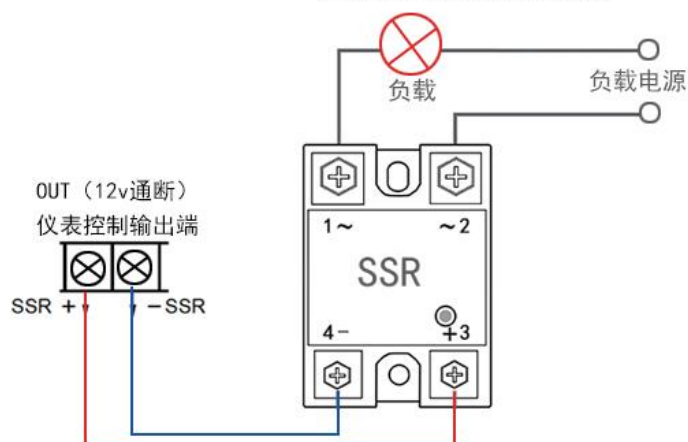 负载
负载电源
OUT（12v通断）
仪表控制输出端
SSR + －SSR
1~ ~2
SSR
4－ +3